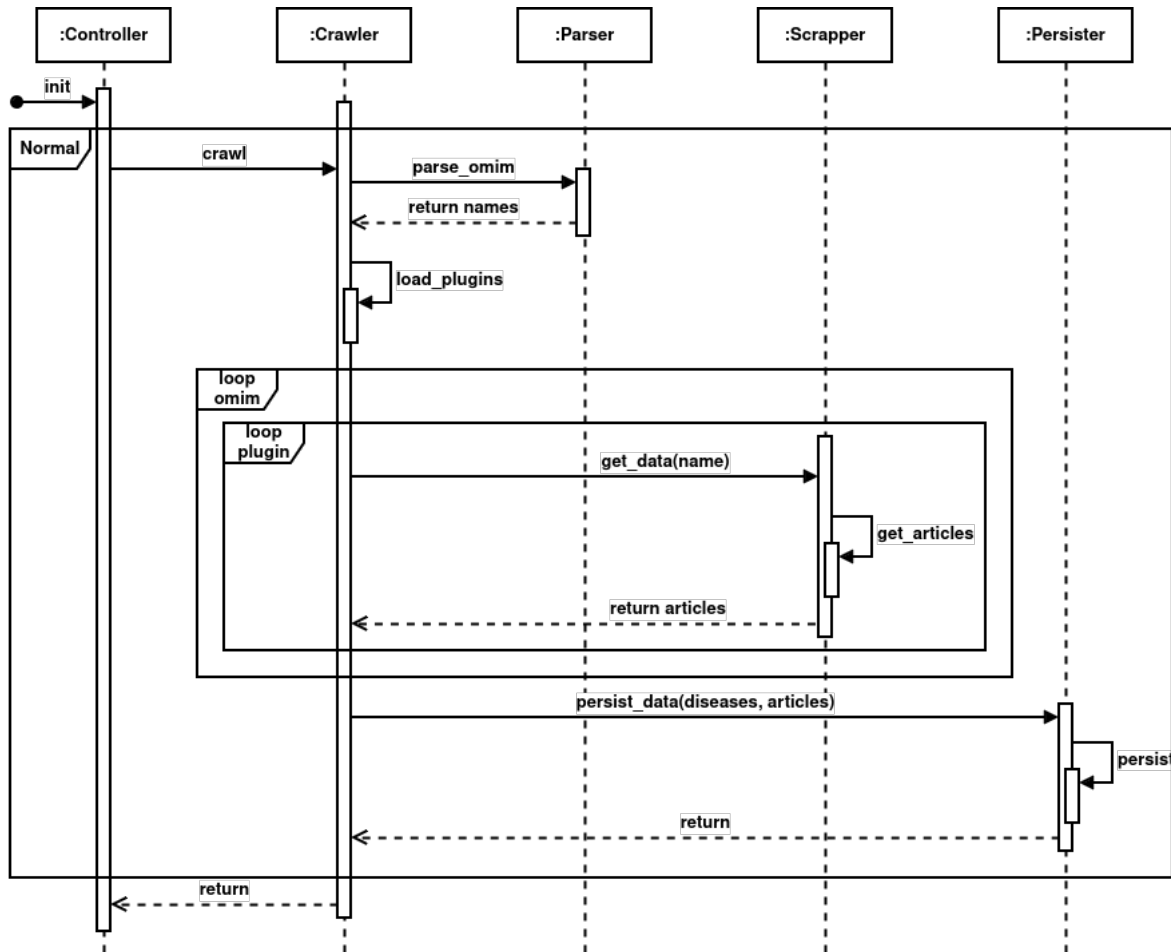 :Controller
:Crawler
:Parser
:Scrapper
:Persister
init
Normal
crawl
parse_omim
return names
load_plugins
loop
omim
loop
plugin
get_data(name)
get_articles
return articles
persist_data(diseases, articles)
persist
return
return